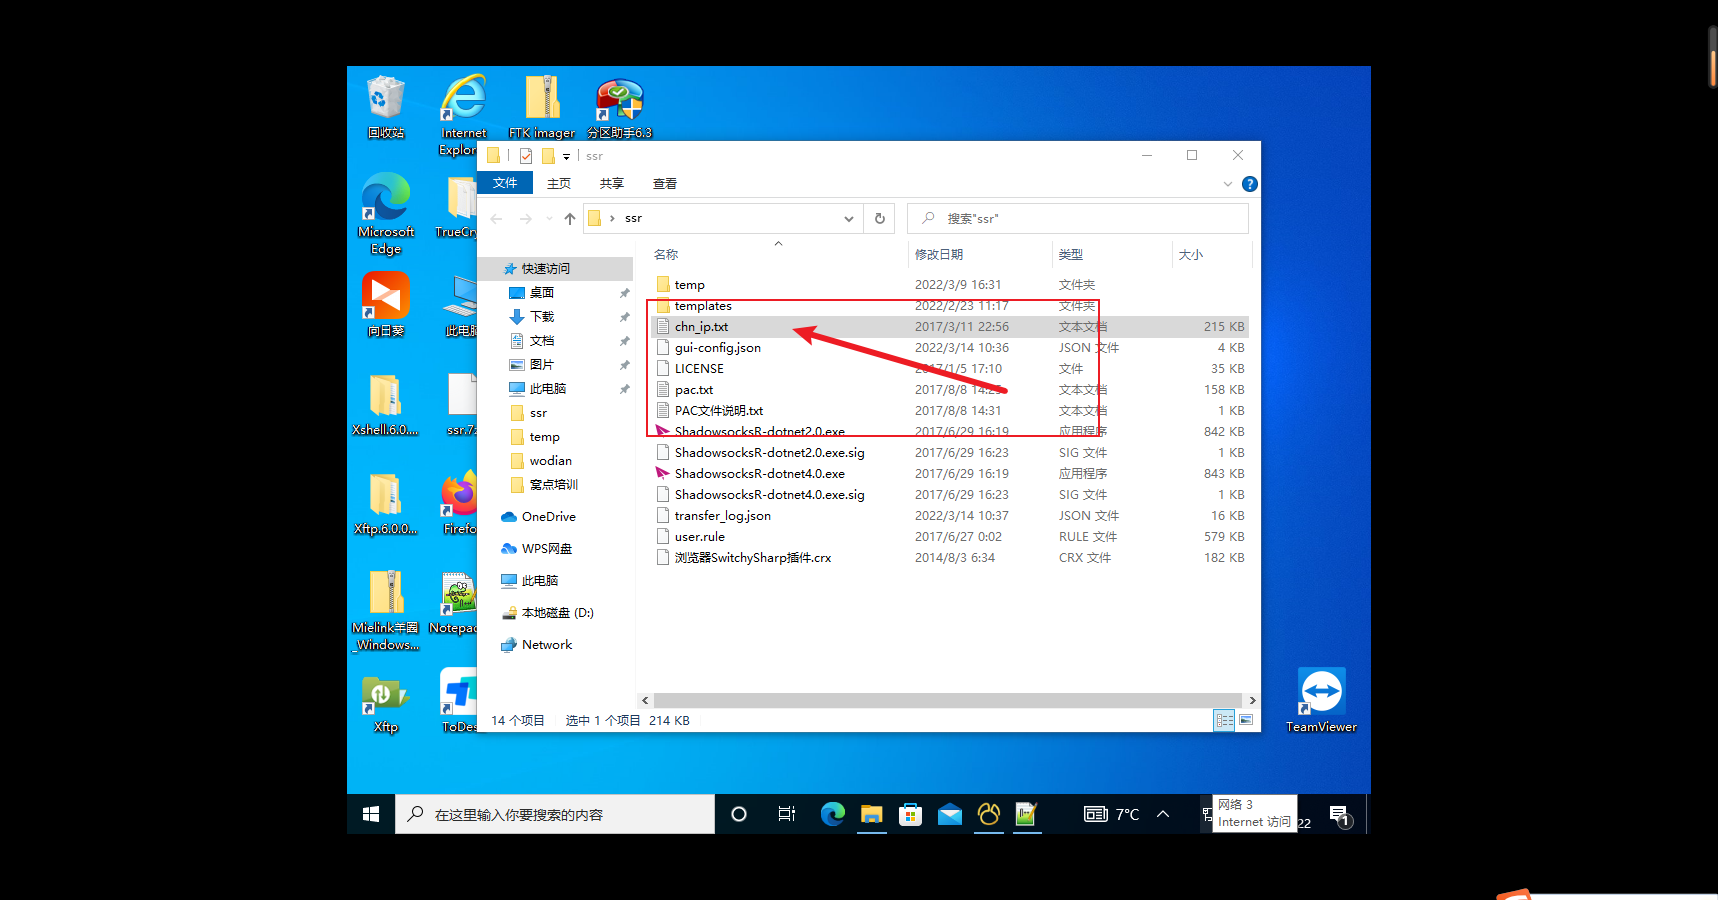 回收站
Internet
Explor
FTK imager
分区助手6.3
Microsoft
Edge
TrueCry
向日葵
此电脑
Xshell.6.0....
ssr.7z
Xftp.6.0.0...
Firefo
Mielink羊圈
_Windows...
Notepac
Xftp
ToDes
TeamViewer
ssr
文件
主页
共享
查看
ssr
搜索"ssr"
名称
修改日期
类型
大小
快速访问
桌面
下载
文档
图片
此电脑
ssr
temp
wodian
窝点培训
OneDrive
WPS网盘
此电脑
本地磁盘 (D:)
Network
temp 2022/3/9 16:31 文件夹
templates 2022/2/23 11:17 文件夹
chn_ip.txt 2017/3/11 22:56 文本文档 215 KB
gui-config.json 2022/3/14 10:36 JSON 文件 4 KB
LICENSE 2017/1/5 17:10 文件 35 KB
pac.txt 2017/8/8 14:25 文本文档 158 KB
PAC文件说明.txt 2017/8/8 14:31 文本文档 1 KB
ShadowsocksR-dotnet2.0.exe 2017/6/29 16:19 应用程序 842 KB
ShadowsocksR-dotnet2.0.exe.sig 2017/6/29 16:23 SIG 文件 1 KB
ShadowsocksR-dotnet4.0.exe 2017/6/29 16:19 应用程序 843 KB
ShadowsocksR-dotnet4.0.exe.sig 2017/6/29 16:23 SIG 文件 1 KB
transfer_log.json 2022/3/14 10:37 JSON 文件 16 KB
user.rule 2017/6/27 0:02 RULE 文件 579 KB
浏览器SwitchySharp插件.crx 2014/8/3 6:34 CRX 文件 182 KB
14 个项目 选中 1 个项目 214 KB
在这里输入你要搜索的内容
7°C
网络 3
Internet 访问
22
1